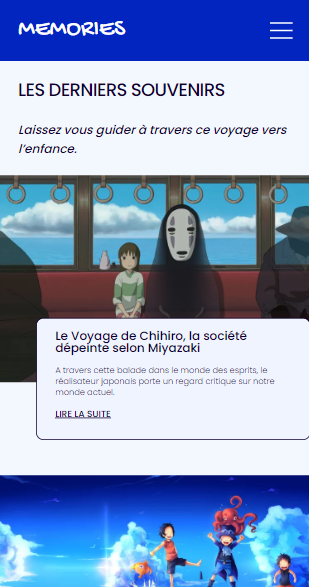 MEMORIES
LES DERNIERS SOUVENIRS
Laissez vous guider à travers ce voyage vers
l'enfance.
Le Voyage de Chihiro, la société
dépeinte selon Miyazaki
A travers cette balade dans le monde des esprits, le
réalisateur japonais porte un regard critique sur notre
monde actuel.
LIRE LA SUITE